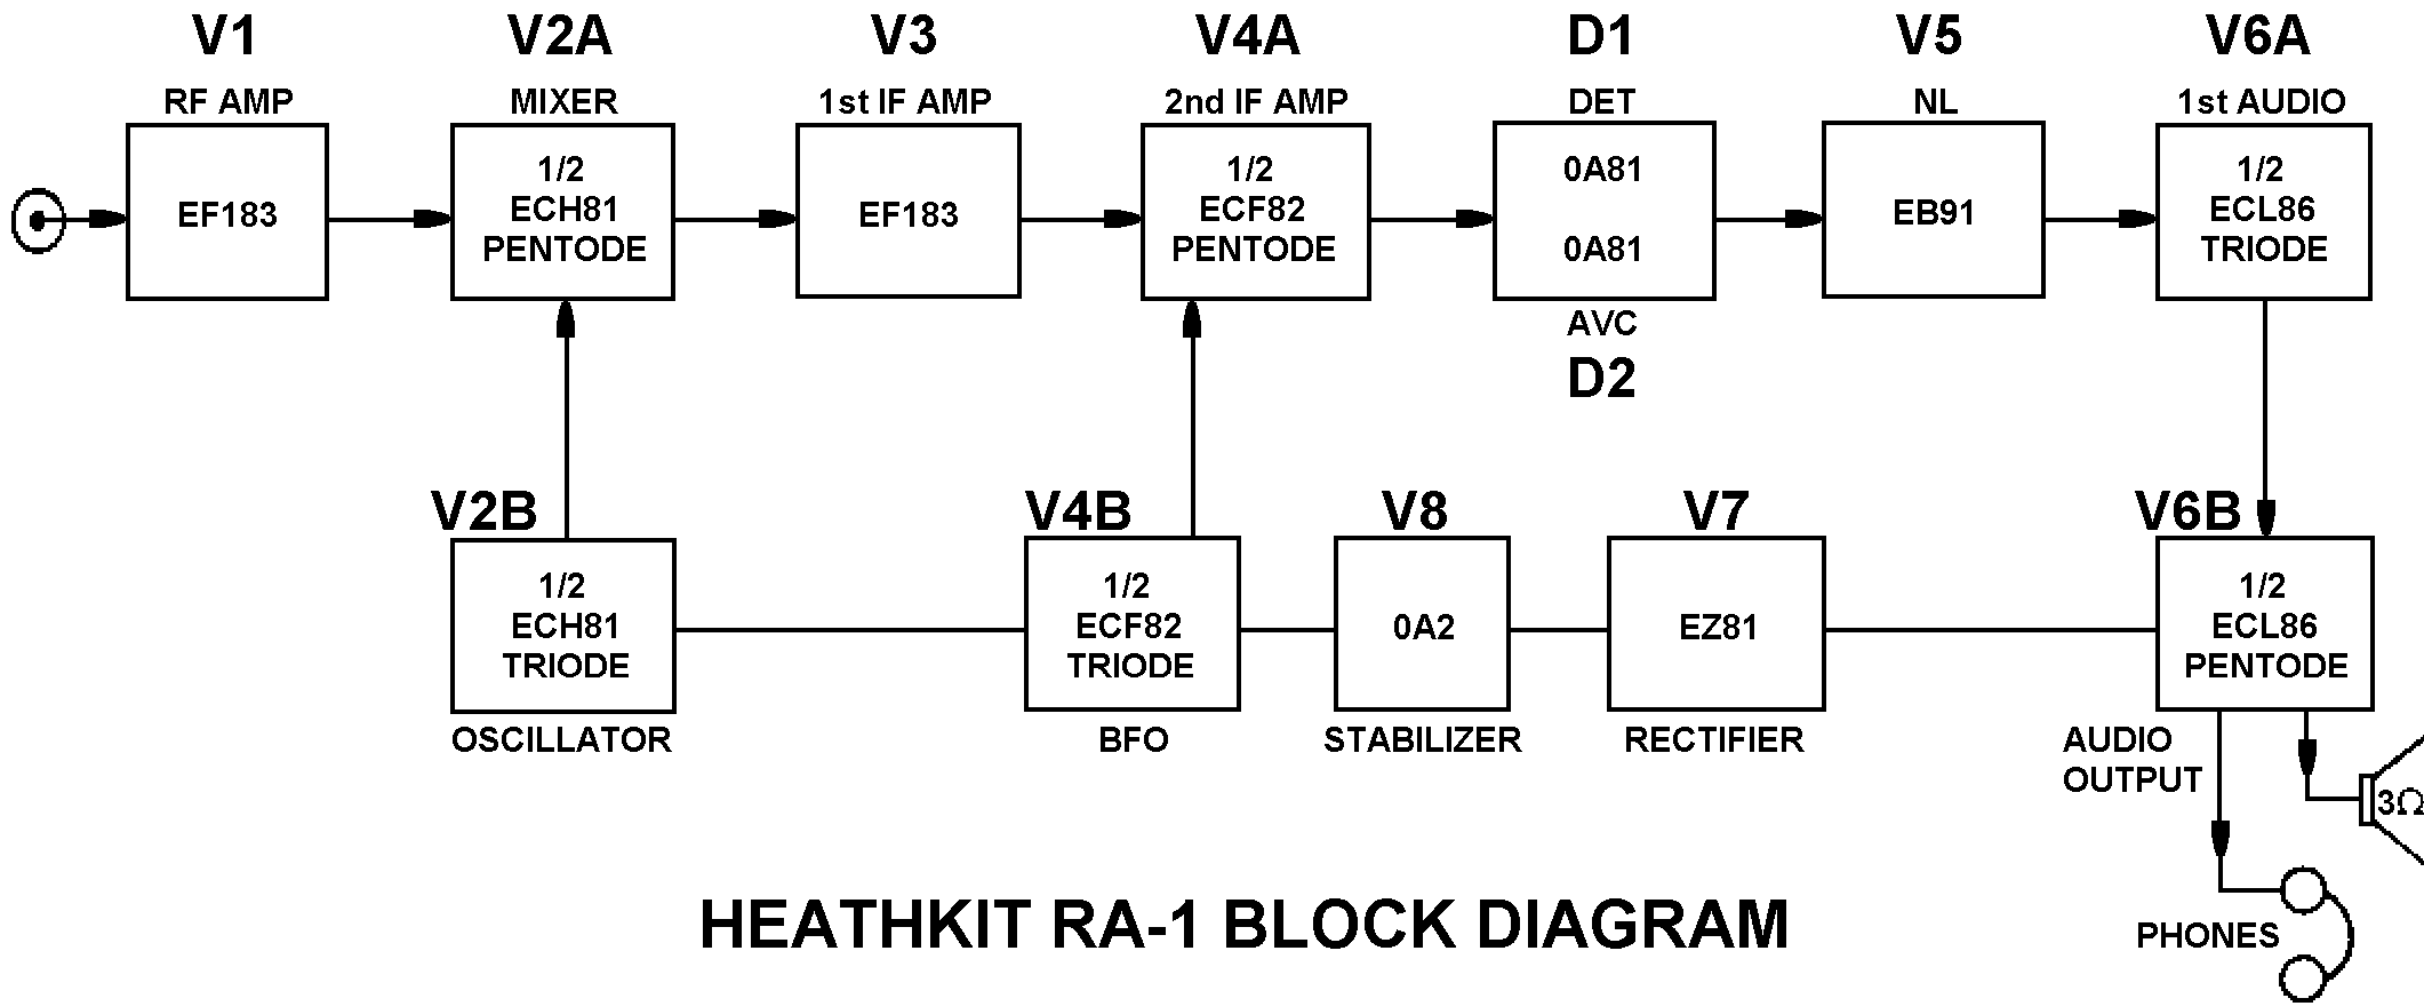 V1
V2A
V3
V4A
D1
V5
V6A
RF AMP
MIXER
1st IF AMP
2nd IF AMP
DET
NL
1st AUDIO
EF183
1/2
ECH81
PENTODE
EF183
1/2
ECF82
PENTODE
0A81
0A81
EB91
1/2
ECL86
TRIODE
AVC
D2
V2B
V4B
V8
V7
V6B
1/2
ECH81
TRIODE
1/2
ECF82
TRIODE
0A2
EZ81
1/2
ECL86
PENTODE
OSCILLATOR
BFO
STABILIZER
RECTIFIER
AUDIO
OUTPUT
3Ω
PHONES
HEATHKIT RA-1 BLOCK DIAGRAM